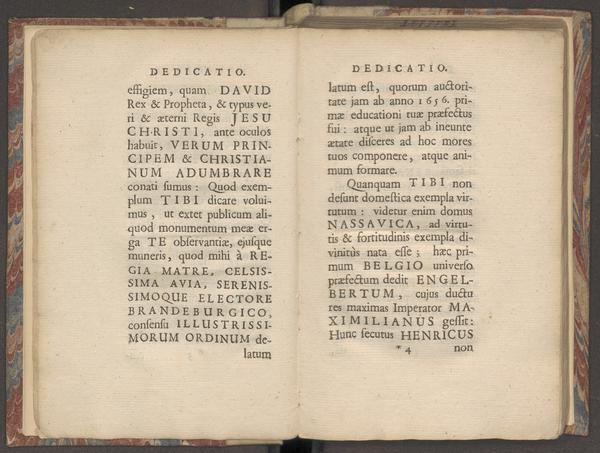 DEDICATIO.
effigiem, quam DAVID
Rex & Propheta, & typus ve-
ri & æterni Regis JESU
CHRISTI, ante oculos
habuit, VERUM PRIN-
CIPEM & CHRISTIA-
NUM ADUMBRARE
conati sumus: Quod exem-
plum TIBI dicare volui-
mus, ut extet publicum ali-
quod monumentum meæ er-
ga TE observantiæ, ejusque
muneris, quod mihi à RE-
GIA MATRE, CELSIS-
SIMA AVIA, SERENIS-
SIMOQUE ELECTORE
BRANDEBURGICO,
consensu ILLUSTRISSI-
MORUM ORDINUM de-
latum
DEDICATIO.
latum est, quorum auctori-
tate jam ab anno 1656. pri-
mæ educationi tuæ præfectus
fui: atque ut jam ab ineunte
ætate disceres ad hoc mores
tuos componere, atque ani-
mum formare.
Quanquam TIBI non
desunt domestica exempla vir-
tutum: videtur enim domus
NASSAVICA, ad virtu-
tis & fortitudinis exempla di-
vinitùs nata esse; hæc pri-
mum BELGIO universo
præfectum dedit ENGEL-
BERTUM, cujus ductu
res maximas Imperator MA-
XIMILIANUS gessit:
Hunc secutus HENRICUS
*4 non